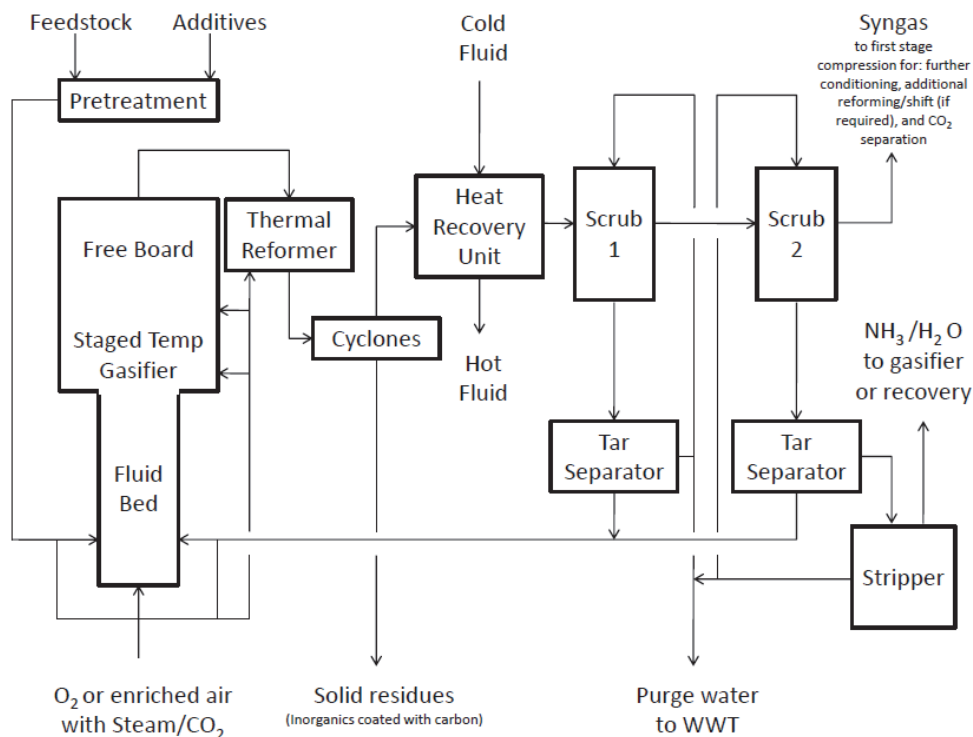 Feedstock
Additives
Pretreatment
Cold
Fluid
Syngas
to first stage
compression for: further
conditioning, additional
reforming/shift (if
required), and CO₂
separation
Free Board
Staged Temp
Gasifier
Fluid
Bed
Thermal
Reformer
Cyclones
Heat
Recovery
Unit
Hot
Fluid
Scrub
1
Scrub
2
Tar
Separator
Tar
Separator
NH₃/H₂O
to gasifier
or recovery
Stripper
O₂ or enriched air
with Steam/CO₂
Solid residues
(Inorganics coated with carbon)
Purge water
to WWT